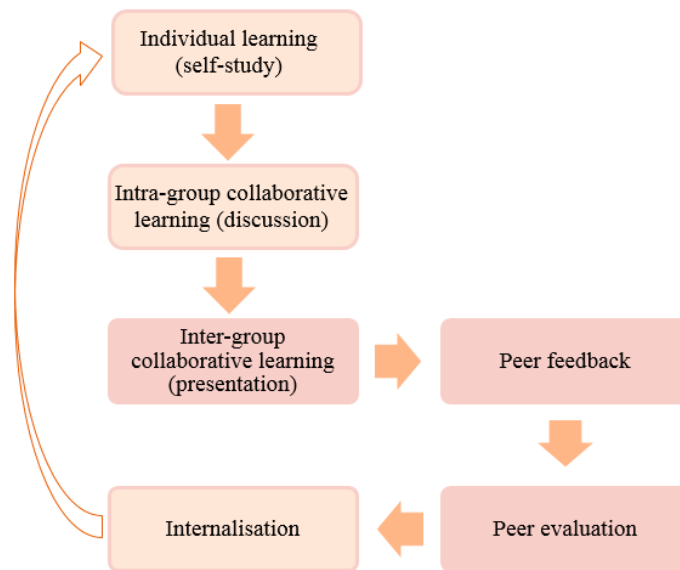 Individual learning
(self-study)
Intra-group collaborative
learning (discussion)
Inter-group
collaborative learning
(presentation)
Peer feedback
Internalisation
Peer evaluation